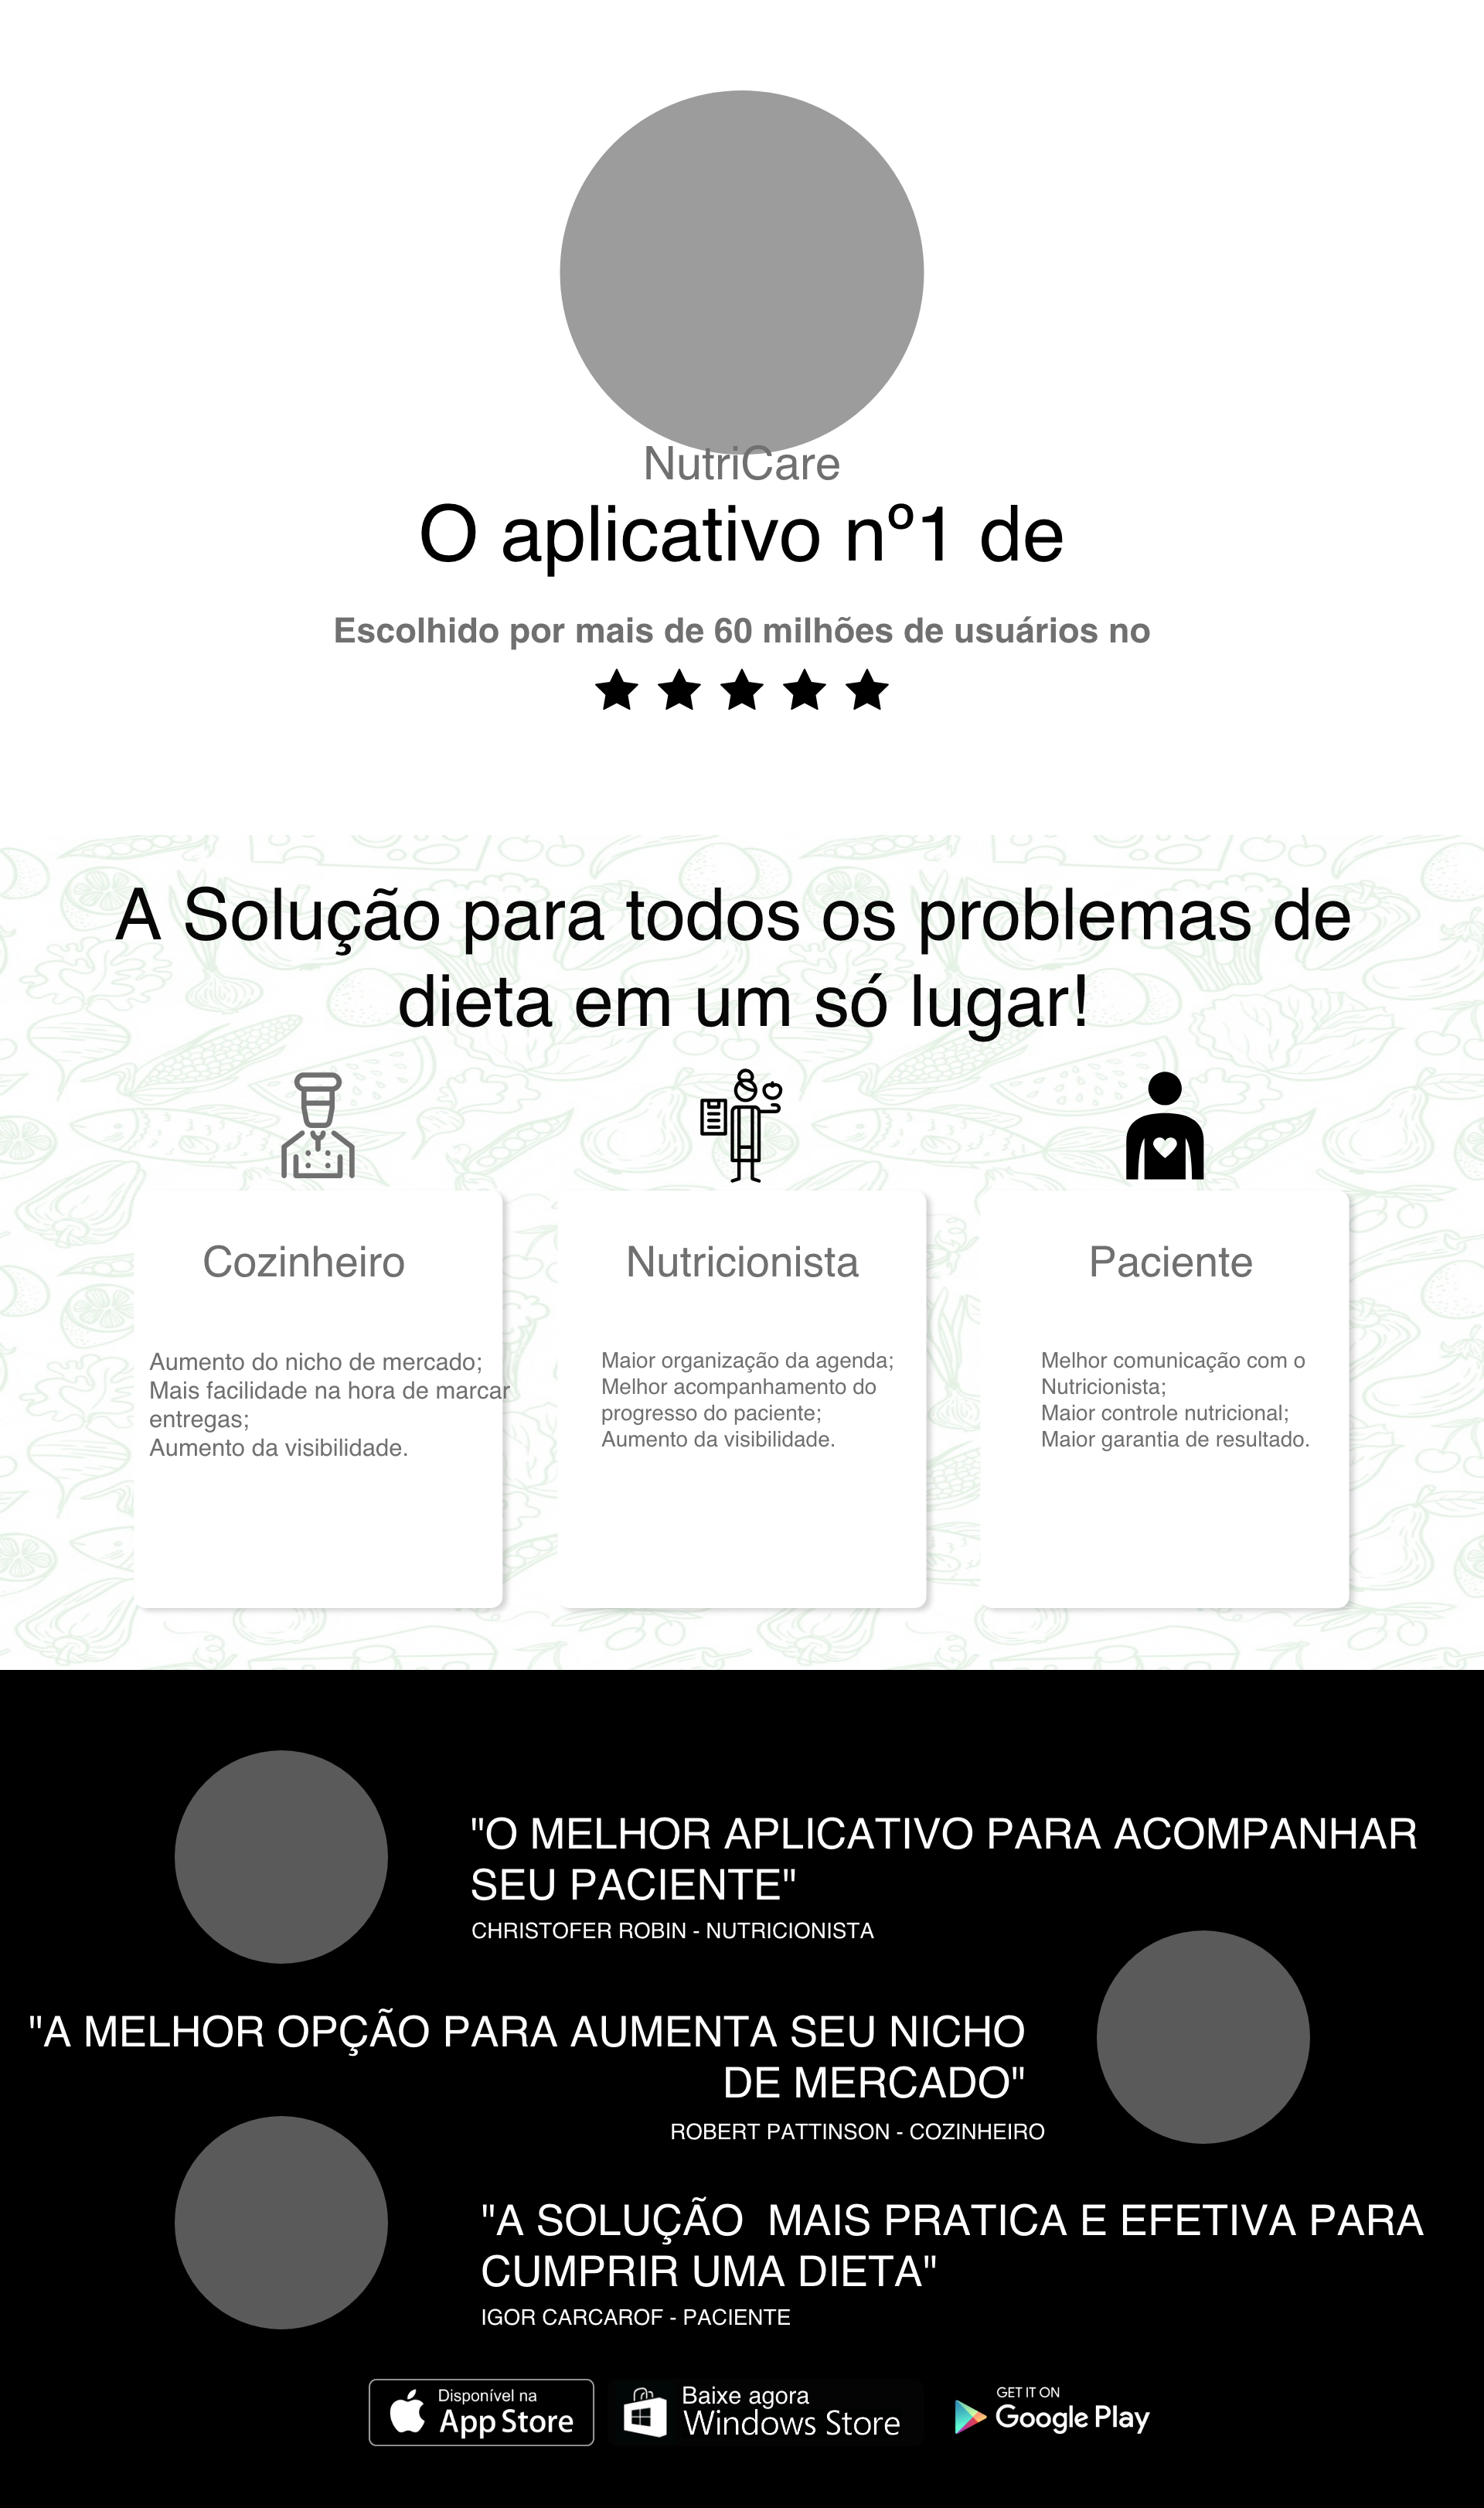 NutriCare
O aplicativo nº1 de
Escolhido por mais de 60 milhões de usuários no
A Solução para todos os problemas de
dieta em um só lugar!
Cozinheiro
Aumento do nicho de mercado;
Mais facilidade na hora de marcar
entregas;
Aumento da visibilidade.
Nutricionista
Maior organização da agenda;
Melhor acompanhamento do
progresso do paciente;
Aumento da visibilidade.
Paciente
Melhor comunicação com o
Nutricionista;
Maior controle nutricional;
Maior garantia de resultado.
"O MELHOR APLICATIVO PARA ACOMPANHAR
SEU PACIENTE"
CHRISTOFER ROBIN - NUTRICIONISTA
"A MELHOR OPÇÃO PARA AUMENTA SEU NICHO
DE MERCADO"
ROBERT PATTINSON - COZINHEIRO
"A SOLUÇÃO  MAIS PRATICA E EFETIVA PARA
CUMPRIR UMA DIETA"
IGOR CARCAROF - PACIENTE
Disponível na
App Store
Baixe agora
Windows Store
GET IT ON
Google Play